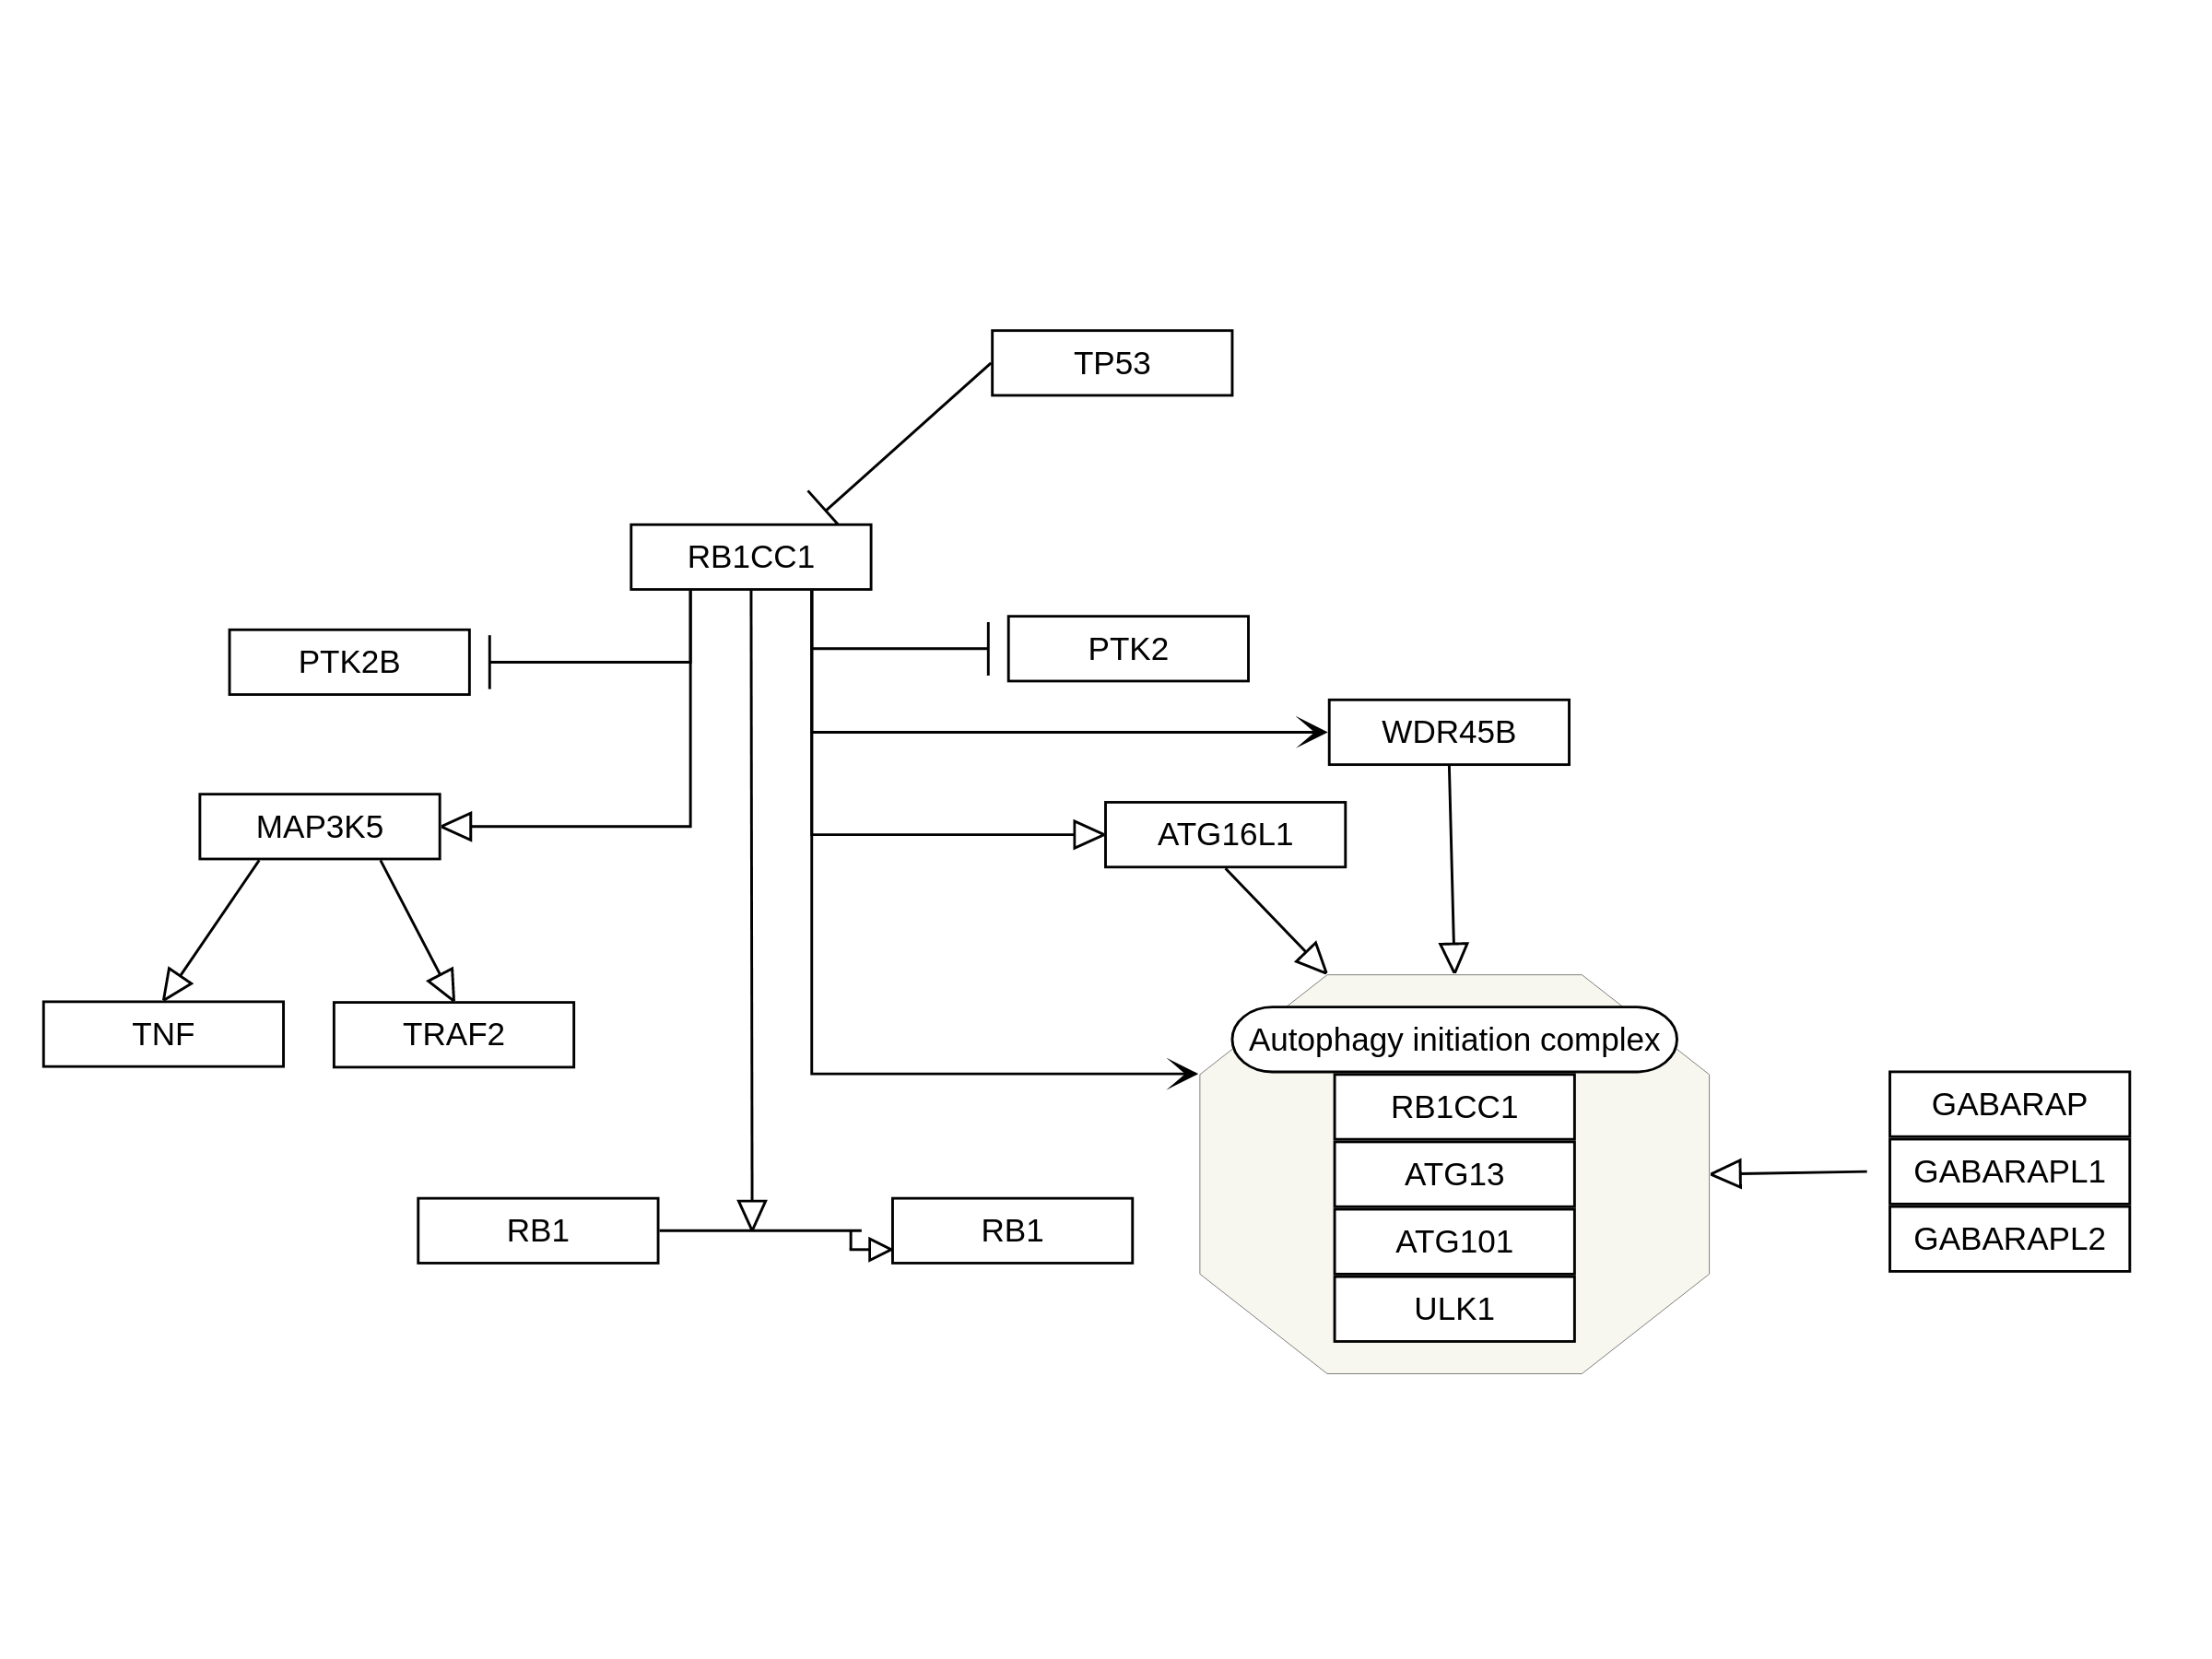 TP53
RB1CC1
PTK2B
PTK2
WDR45B
MAP3K5
ATG16L1
TNF
TRAF2
Autophagy initiation complex
RB1CC1
ATG13
ATG101
ULK1
GABARAP
GABARAPL1
GABARAPL2
RB1
RB1